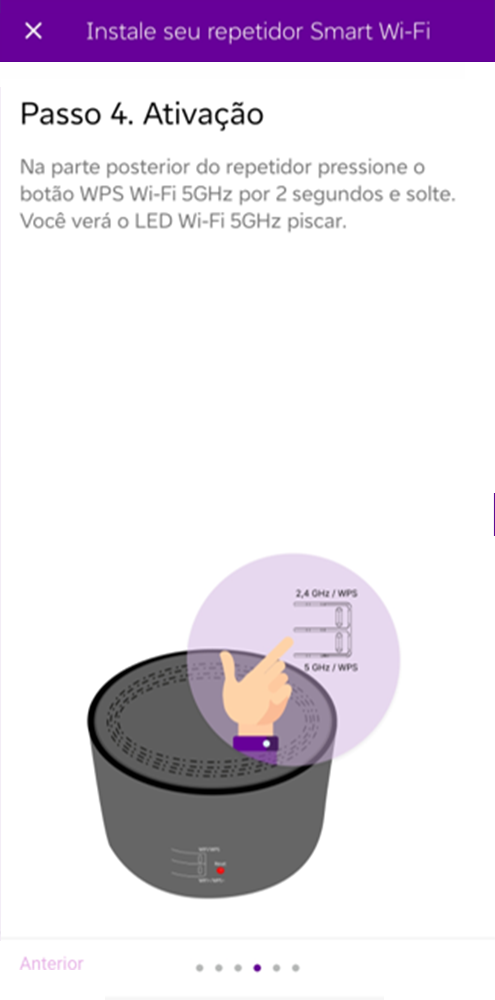 Instale seu repetidor Smart Wi-Fi
Passo 4. Ativação
Na parte posterior do repetidor pressione o
botão WPS Wi-Fi 5GHz por 2 segundos e solte.
Você verá o LED Wi-Fi 5GHz piscar.
2,4 GHz / WPS
5 GHz / WPS
Anterior